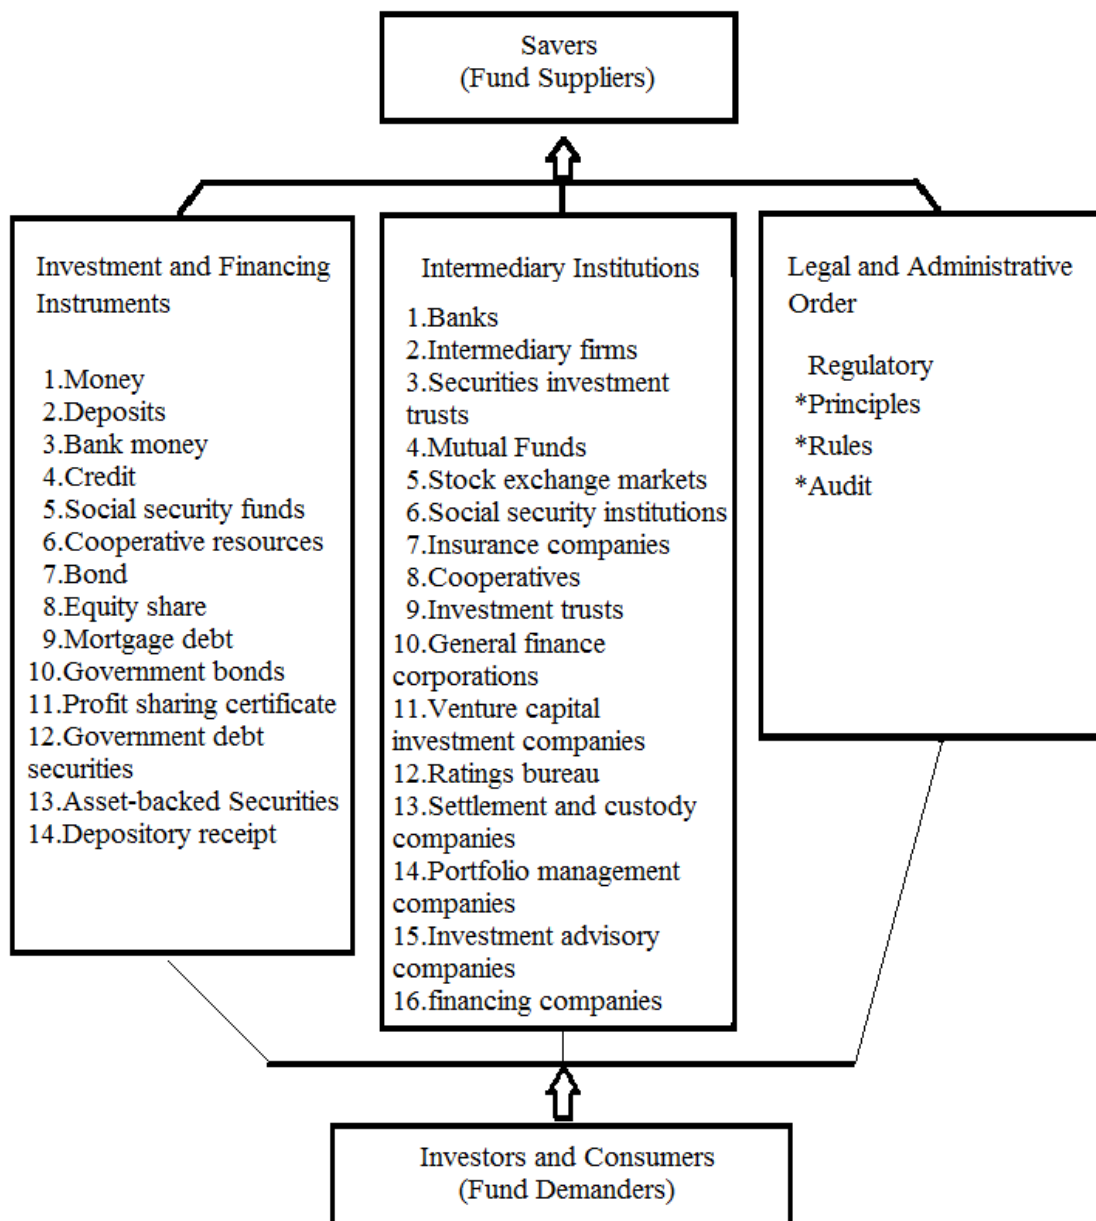 Savers
(Fund Suppliers)
Investment and Financing
Instruments
1.Money
2.Deposits
3.Bank money
4.Credit
5.Social security funds
6.Cooperative resources
7.Bond
8.Equity share
9.Mortgage debt
10.Government bonds
11.Profit sharing certificate
12.Government debt
securities
13.Asset-backed Securities
14.Depository receipt
Intermediary Institutions
1.Banks
2.Intermediary firms
3.Securities investment
trusts
4.Mutual Funds
5.Stock exchange markets
6.Social security institutions
7.Insurance companies
8.Cooperatives
9.Investment trusts
10.General finance
corporations
11.Venture capital
investment companies
12.Ratings bureau
13.Settlement and custody
companies
14.Portfolio management
companies
15.Investment advisory
companies
16.financing companies
Legal and Administrative
Order
Regulatory
*Principles
*Rules
*Audit
Investors and Consumers
(Fund Demanders)